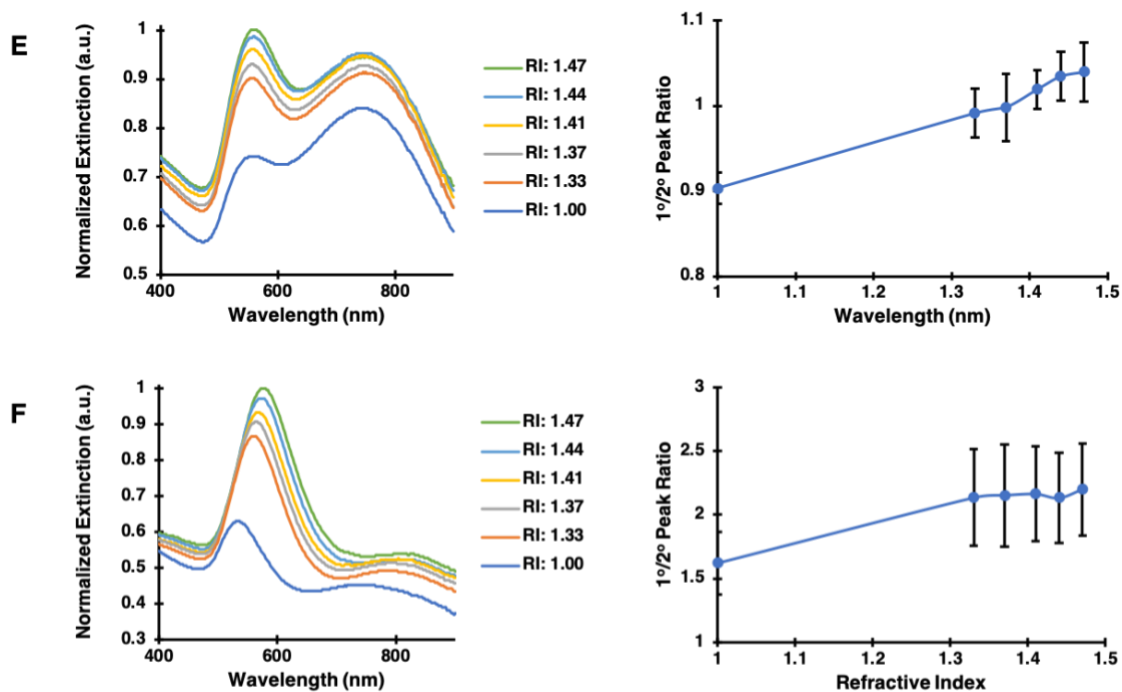 E
Normalized Extinction (a.u.)
1
0.9
0.8
0.7
0.6
0.5
400
600
800
Wavelength (nm)
RI: 1.47
RI: 1.44
RI: 1.41
RI: 1.37
RI: 1.33
RI: 1.00
1º/2º Peak Ratio
1.1
1
0.9
0.8
1
1.1
1.2
1.3
1.4
1.5
Wavelength (nm)
F
Normalized Extinction (a.u.)
1
0.9
0.8
0.7
0.6
0.5
0.4
0.3
400
600
800
Wavelength (nm)
RI: 1.47
RI: 1.44
RI: 1.41
RI: 1.37
RI: 1.33
RI: 1.00
1º/2º Peak Ratio
3
2.5
2
1.5
1
1
1.1
1.2
1.3
1.4
1.5
Refractive Index